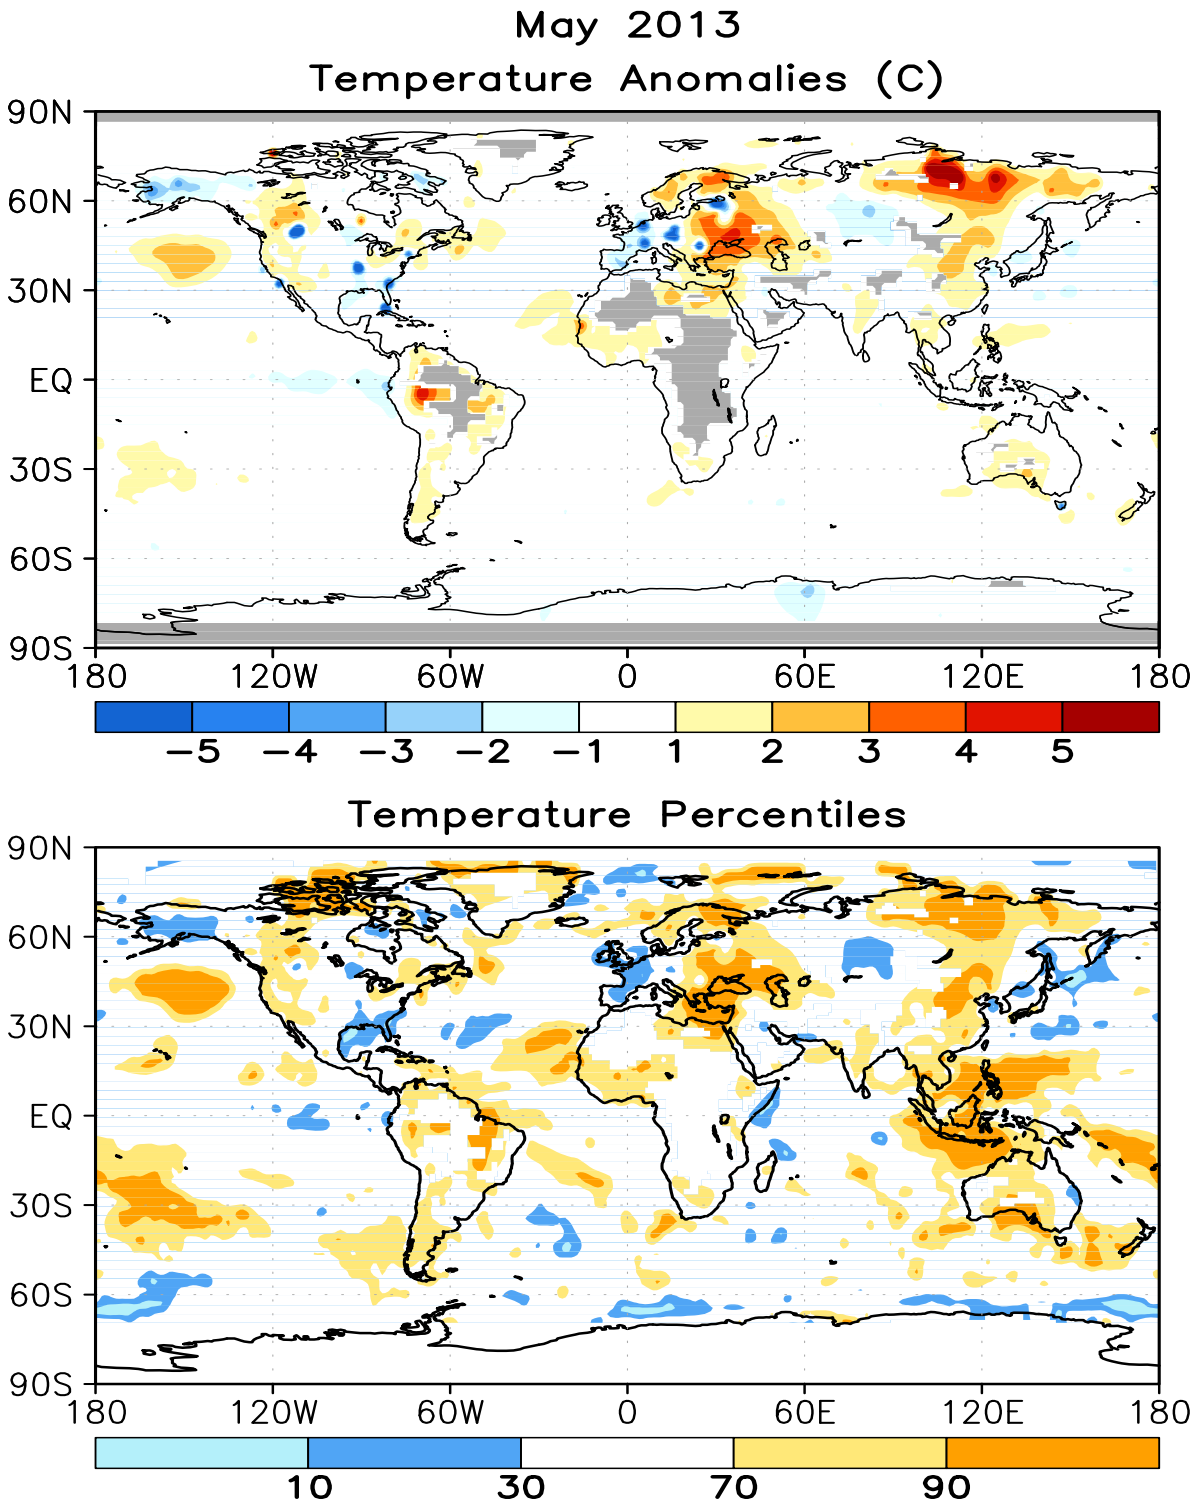 May 2013
Temperature Anomalies (C)
90N
60N
30N
EQ
30S
60S
90S
180 120W 60W 0 60E 120E 180
-5 -4 -3 -2 -1 1 2 3 4 5
Temperature Percentiles
90N
60N
30N
EQ
30S
60S
90S
180 120W 60W 0 60E 120E 180
10 30 70 90